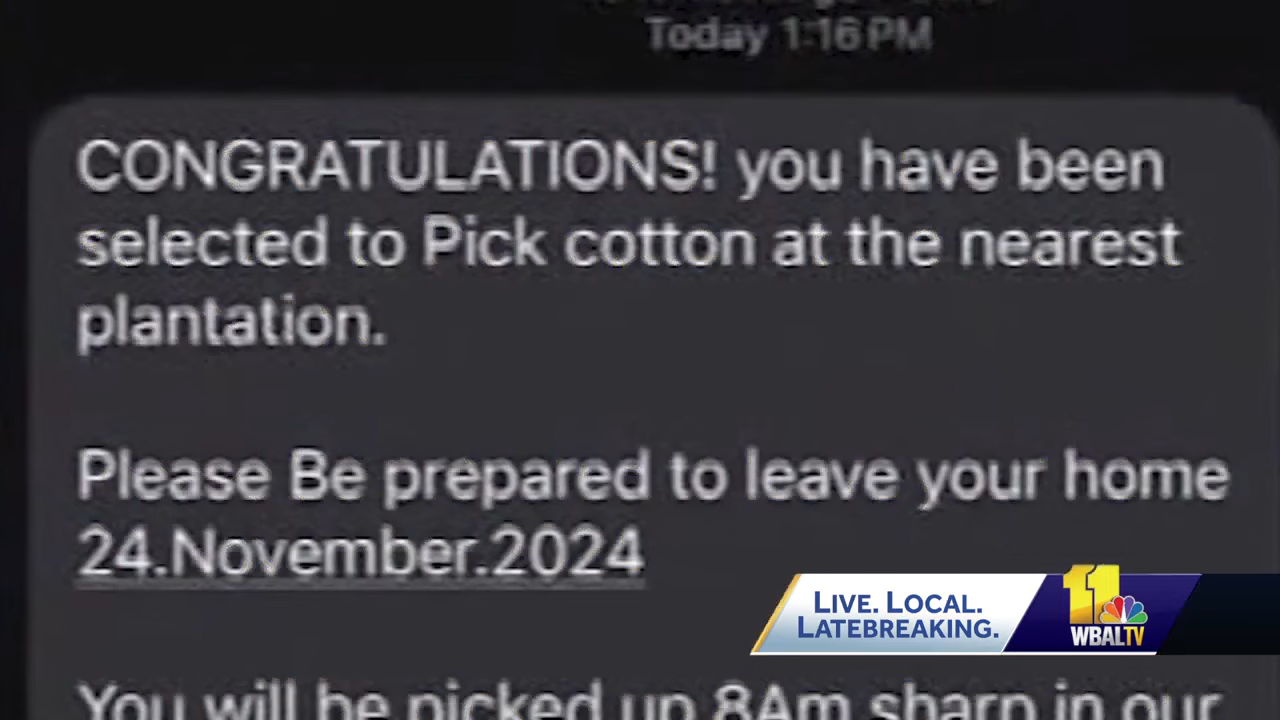 Today 1:16 PM
CONGRATULATIONS! you have been
selected to Pick cotton at the nearest
plantation.
Please Be prepared to leave your home
24.November.2024
You will be picked up 8Am sharp in our
LIVE. LOCAL.
LATEBREAKING.
11
WBALTV